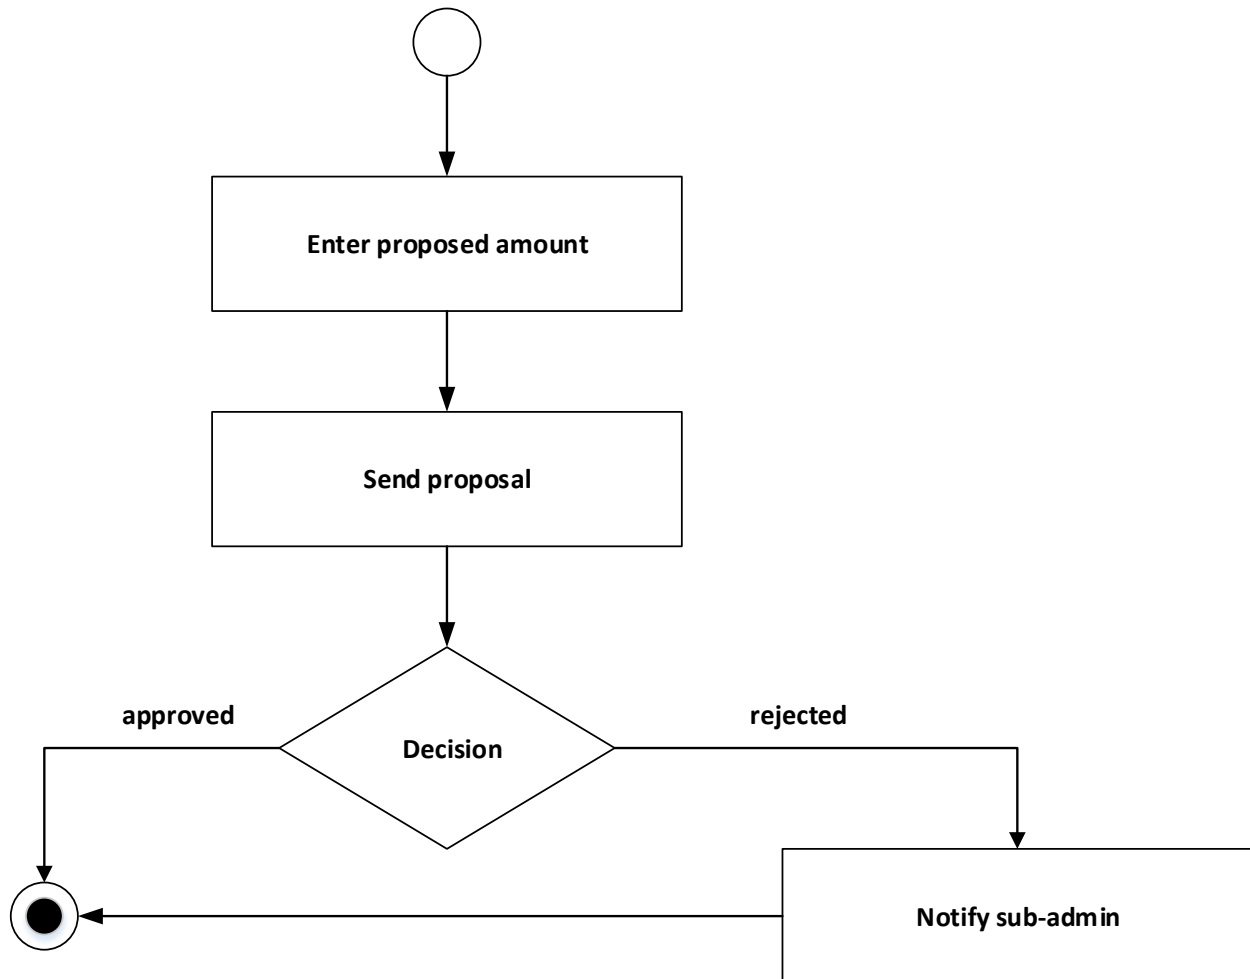 Enter proposed amount
Send proposal
approved
rejected
Decision
Notify sub-admin